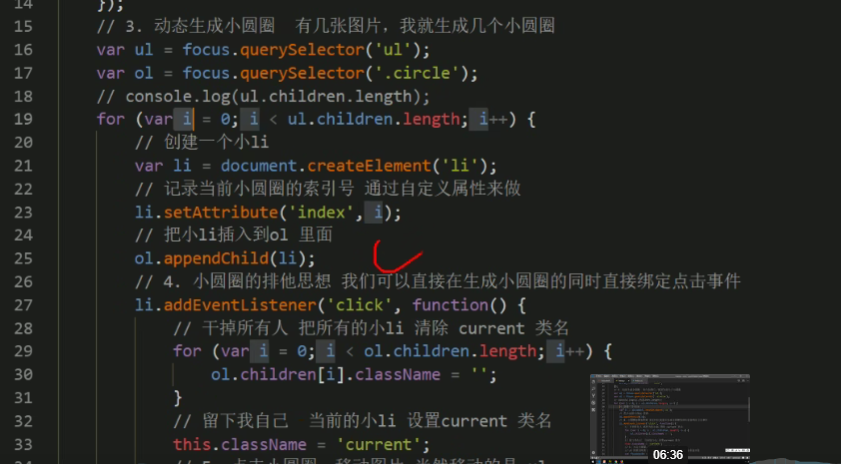 14 });
15 // 3. 动态生成小圆圈 有几张图片，我就生成几个小圆圈
16 var ul = focus.querySelector('ul');
17 var ol = focus.querySelector('.circle');
18 // console.log(ul.children.length);
19 for (var i = 0; i < ul.children.length; i++) {
20 // 创建一个小li
21 var li = document.createElement('li');
22 // 记录当前小圆圈的索引号 通过自定义属性来做
23 li.setAttribute('index', i);
24 // 把小li插入到ol 里面
25 ol.appendChild(li);
26 // 4. 小圆圈的排他思想 我们可以直接在生成小圆圈的同时直接绑定点击事件
27 li.addEventListener('click', function() {
28 // 干掉所有人 把所有的小li 清除 current 类名
29 for (var i = 0; i < ol.children.length; i++) {
30 ol.children[i].className = '';
31 }
32 // 留下我自己 当前的小li 设置current 类名
33 this.className = 'current';
06:36